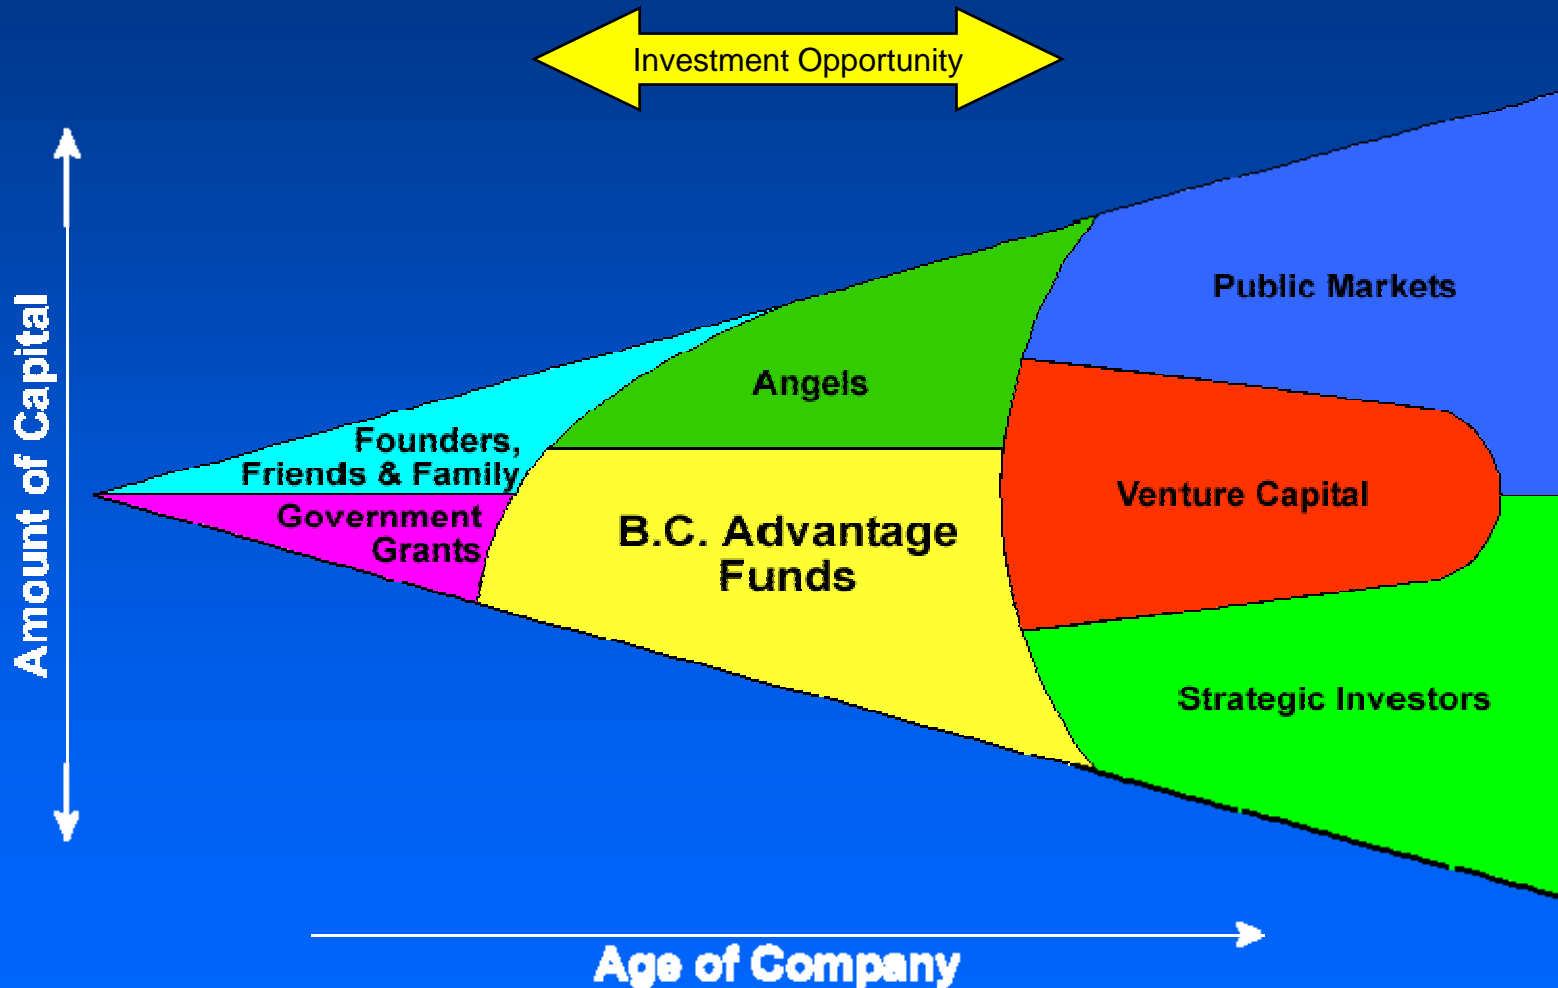 Investment Opportunity
Amount of Capital
Public Markets
Angels
Founders,
Friends & Family
Government
Grants
B.C. Advantage
Funds
Venture Capital
Strategic Investors
Age of Company